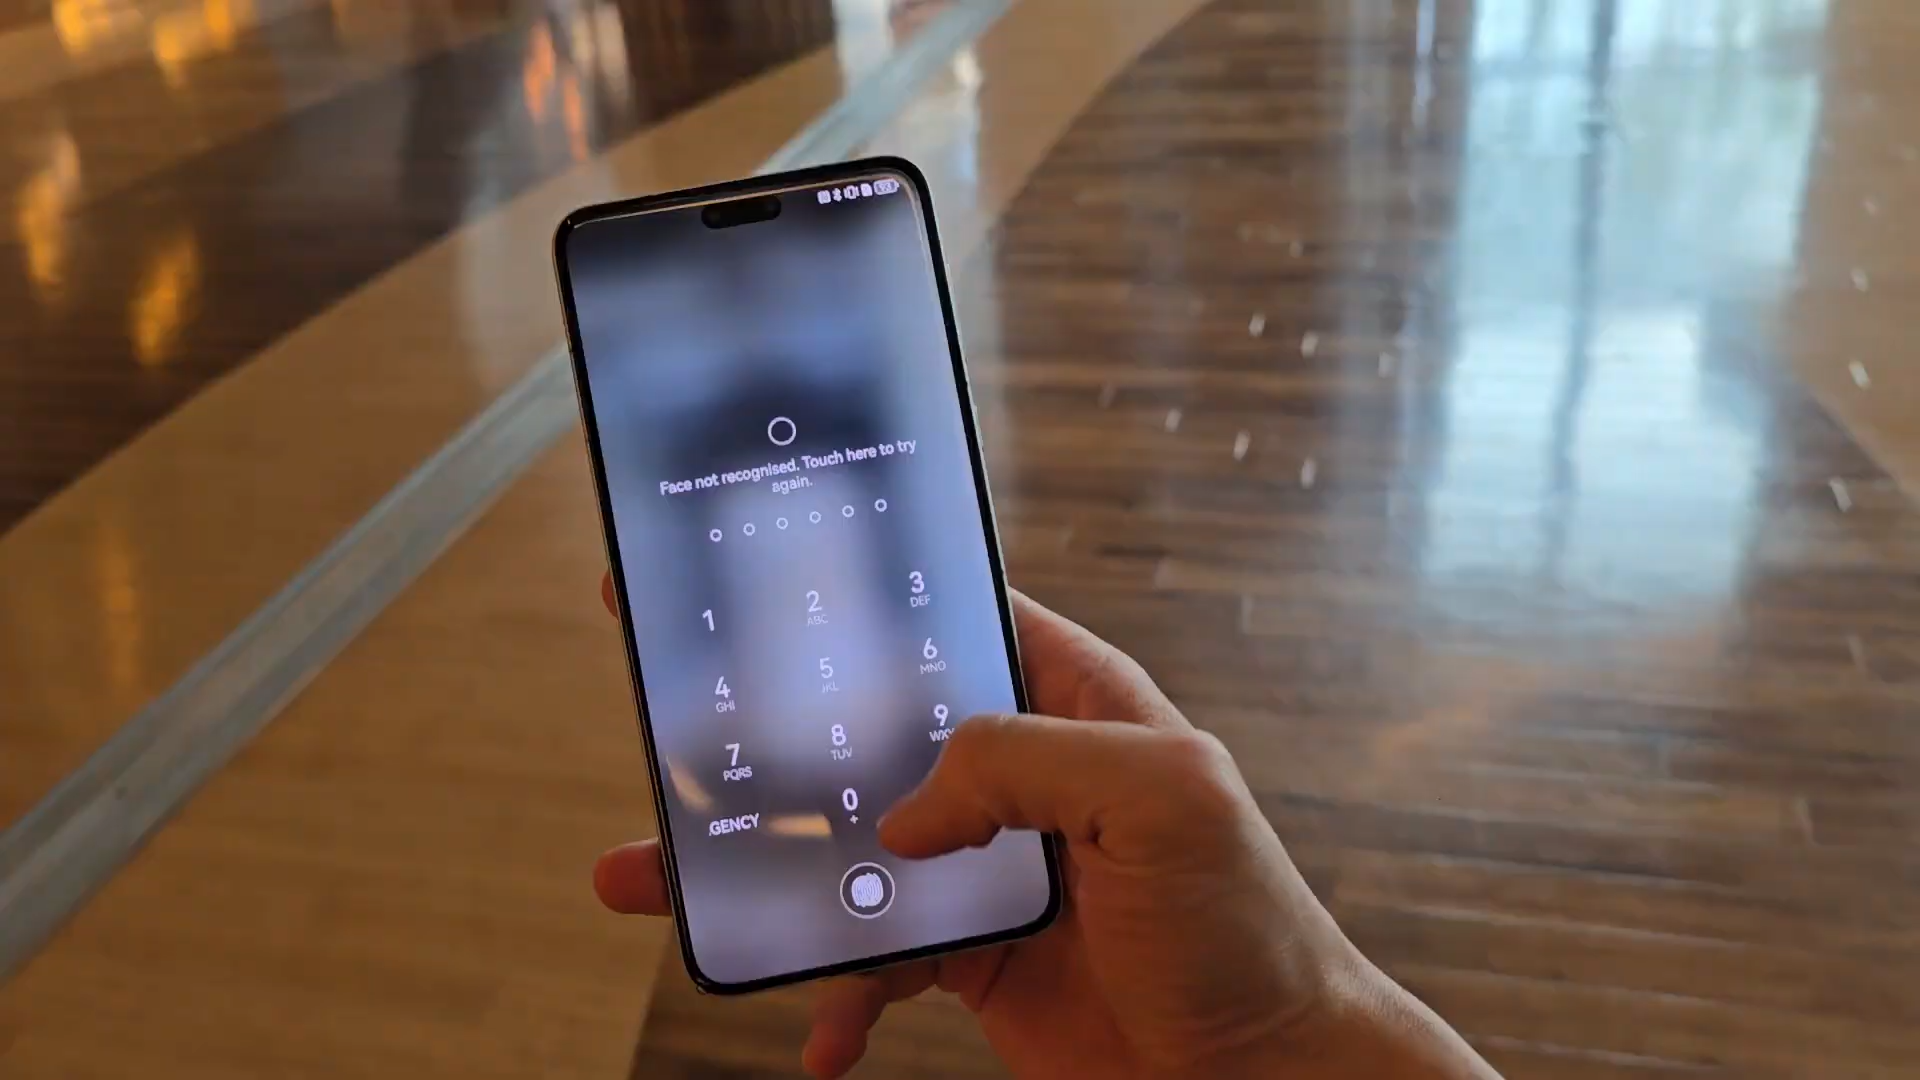 Face not recognised. Touch here to try
again.
1
2
ABC
3
DEF
4
GHI
5
JKL
6
MNO
7
PQRS
8
TUV
9
GENCY
0
+